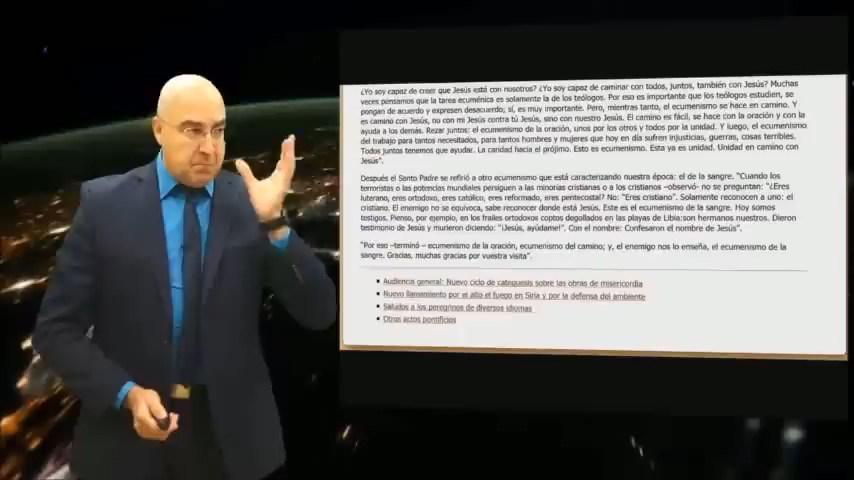 ¿Yo soy capaz de creer que Jesús está con nosotros? ¿Yo soy capaz de caminar con todos, juntos, también con Jesús? Muchas
veces pensamos que la tarea ecuménica es solamente la de los teólogos. Por eso es importante que los teólogos estudien, se
pongan de acuerdo y expresen desacuerdo; sí, es muy importante. Pero, mientras tanto, el ecumenismo se hace en camino. Y
es camino con Jesús, no con mi Jesús contra tú Jesús, sino con nuestro Jesús. El camino es fácil, se hace con la oración y con la
ayuda a los demás. Rezar juntos: el ecumenismo de la oración, unos por los otros y todos por la unidad. Y luego, el ecumenismo
del trabajo para tantos necesitados, para tantos hombres y mujeres que hoy en día sufren injusticias, guerras, cosas terribles.
Todos juntos tenemos que ayudar. La caridad hacia el prójimo. Esto es ecumenismo. Esta ya es unidad. Unidad en camino con
Jesús".
Después el Santo Padre se refirió a otro ecumenismo que está caracterizando nuestra época: el de la sangre. "Cuando los
terroristas o las potencias mundiales persiguen a las minorías cristianas o a los cristianos –observó- no se preguntan: "¿Eres
luterano, eres ortodoxo, eres católico, eres reformado, eres pentecostal? No: "Eres cristiano". Solamente reconocen a uno: el
cristiano. El enemigo no se equivoca, sabe reconocer donde está Jesús. Este es el ecumenismo de la sangre. Hoy somos
testigos. Pienso, por ejemplo, en los frailes ortodoxos coptos degollados en las playas de Libia:son hermanos nuestros. Dieron
testimonio de Jesús y murieron diciendo: "¡Jesús, ayúdame!". Con el nombre: Confesaron el nombre de Jesús".
"Por eso –terminó – ecumenismo de la oración, ecumenismo del camino; y, el enemigo nos lo enseña, el ecumenismo de la
sangre. Gracias, muchas gracias por vuestra visita".
• Audiencia general: Nuevo ciclo de catequesis sobre las obras de misericordia
• Nuevo llamamiento por el alto el fuego en Siria y por la defensa del ambiente
• Saludos a los peregrinos de diversos idiomas
• Otros actos pontificios